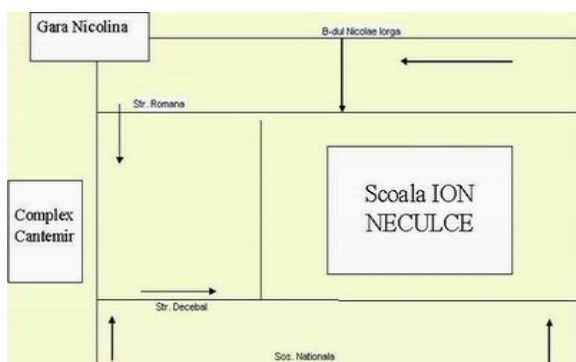 Gara Nicolina
B-dul Nicolae Iorga
Str. Romana
Scoala ION
NECULCE
Complex
Cantemir
Str. Decebal
Sos. Nationala